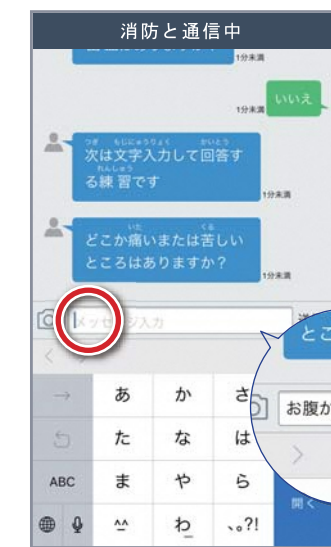 消防と通信中
1分未満
いいえ
1分未満
つぎ もじにゅうりょく かいとう
次は文字入力して回答す
れんしゅう
る練習です
1分未満
いた くる
どこか痛いまたは苦しい
ところはありますか？
1分未満
メッセージ入力
とこ
お腹か
→ あ か さ
た な は
ABC ま や ら
^^ わ 、。?!
開く